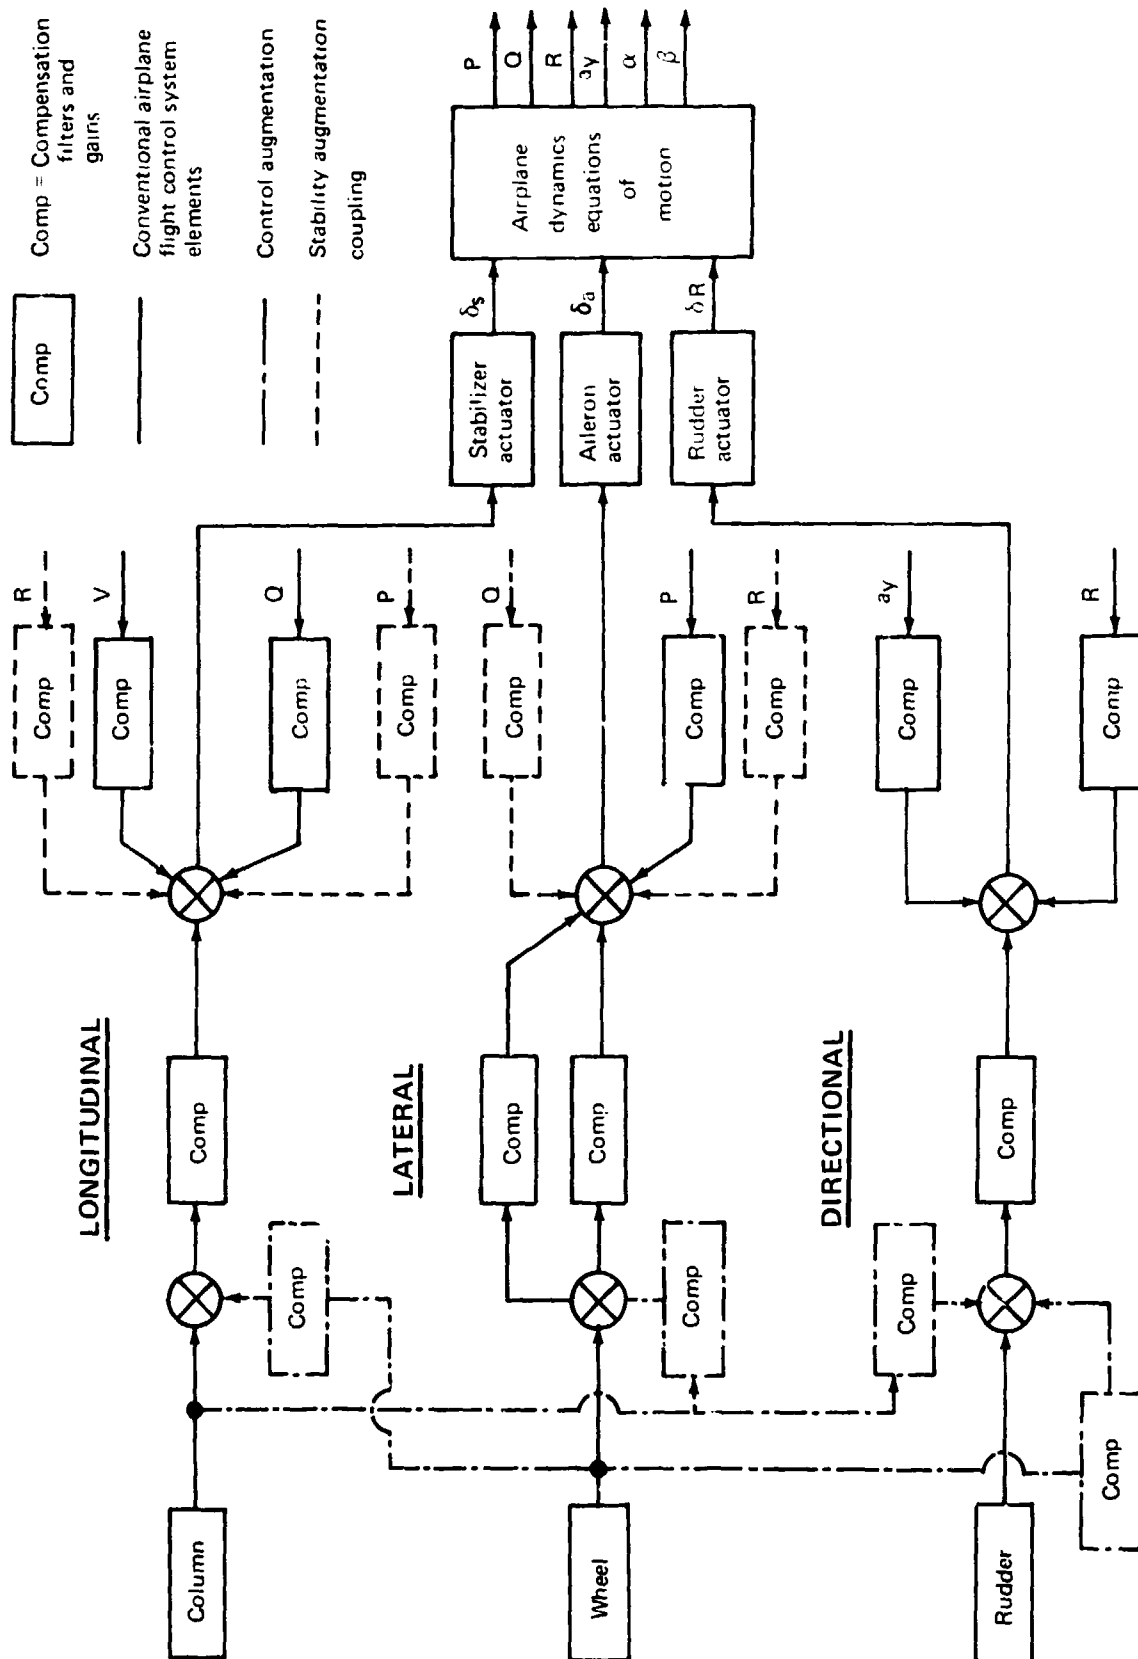 Comp
Comp = Compensation
filters and
gains
Conventional airplane
flight control system
elements
Control augmentation
Stability augmentation
coupling
LONGITUDINAL
Column
Comp
Comp
R
Comp
V
Comp
Q
Comp
P
Comp
Stabilizer
actuator
δs
LATERAL
Wheel
Comp
Comp
Comp
Q
Comp
P
Comp
R
Comp
Aileron
actuator
δa
DIRECTIONAL
Rudder
Comp
Comp
Comp
ay
Comp
R
Comp
Rudder
actuator
δR
Airplane
dynamics
equations
of
motion
P
Q
R
ay
α
β